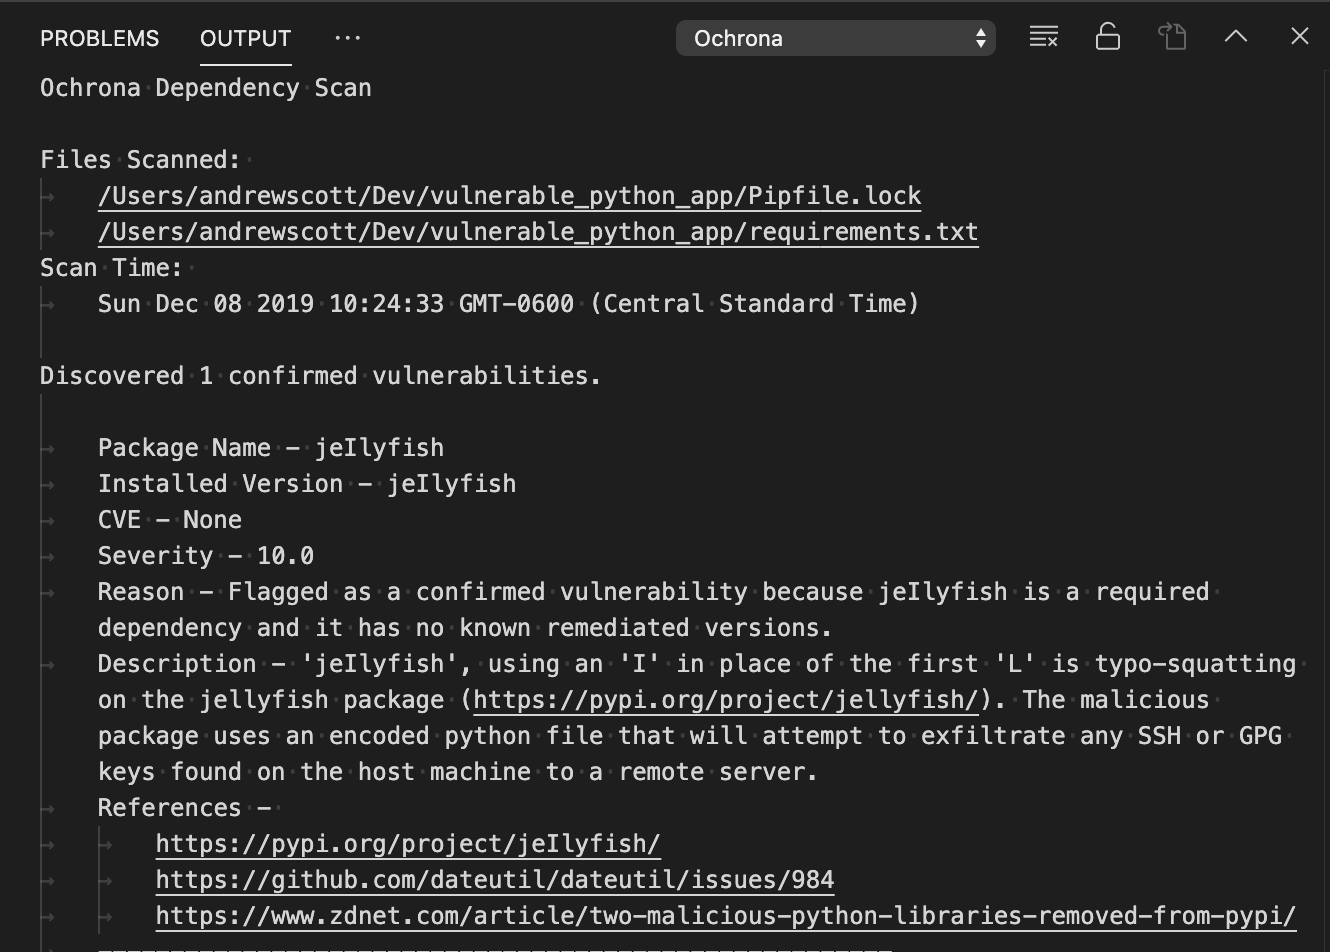 PROBLEMS OUTPUT ··· Ochrona
Ochrona Dependency Scan
Files Scanned:
/Users/andrewscott/Dev/vulnerable_python_app/Pipfile.lock
/Users/andrewscott/Dev/vulnerable_python_app/requirements.txt
Scan Time:
Sun Dec 08 2019 10:24:33 GMT-0600 (Central Standard Time)
Discovered 1 confirmed vulnerabilities.
Package Name - jeIlyfish
Installed Version - jeIlyfish
CVE - None
Severity - 10.0
Reason - Flagged as a confirmed vulnerability because jeIlyfish is a required
dependency and it has no known remediated versions.
Description - 'jeIlyfish', using an 'I' in place of the first 'L' is typo-squatting
on the jellyfish package (https://pypi.org/project/jellyfish/). The malicious
package uses an encoded python file that will attempt to exfiltrate any SSH or GPG
keys found on the host machine to a remote server.
References -
https://pypi.org/project/jeIlyfish/
https://github.com/dateutil/dateutil/issues/984
https://www.zdnet.com/article/two-malicious-python-libraries-removed-from-pypi/